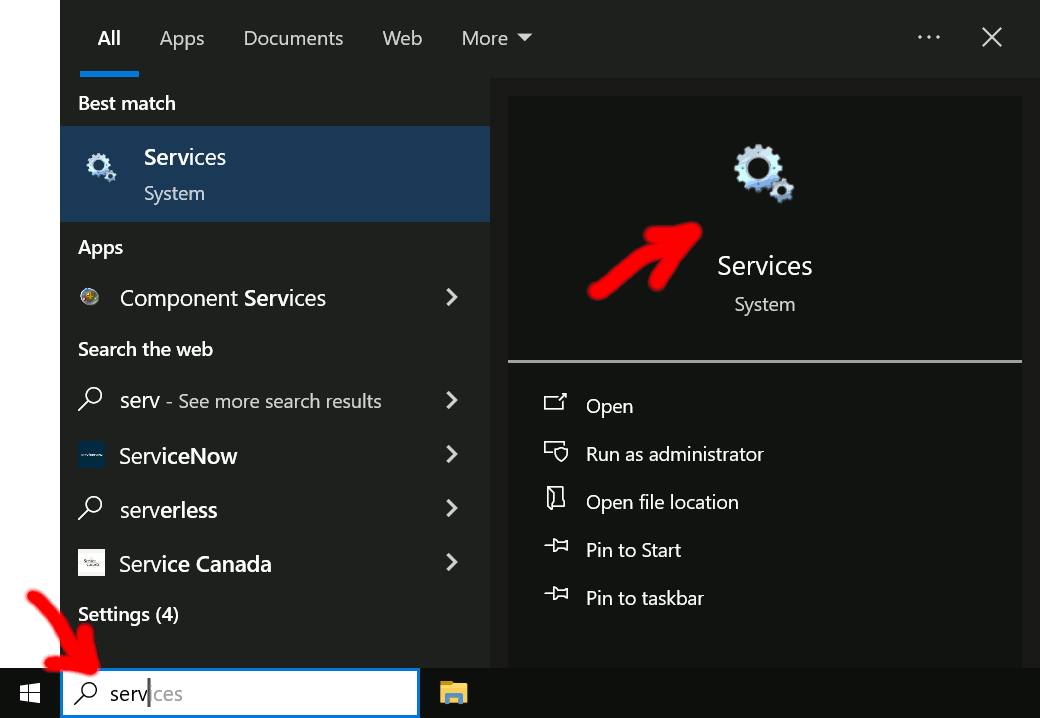 All Apps Documents Web More
Best match
Services
System
Apps
Component Services
Search the web
serv - See more search results
ServiceNow
serverless
Service Canada
Settings (4)
services
Services
System
Open
Run as administrator
Open file location
Pin to Start
Pin to taskbar